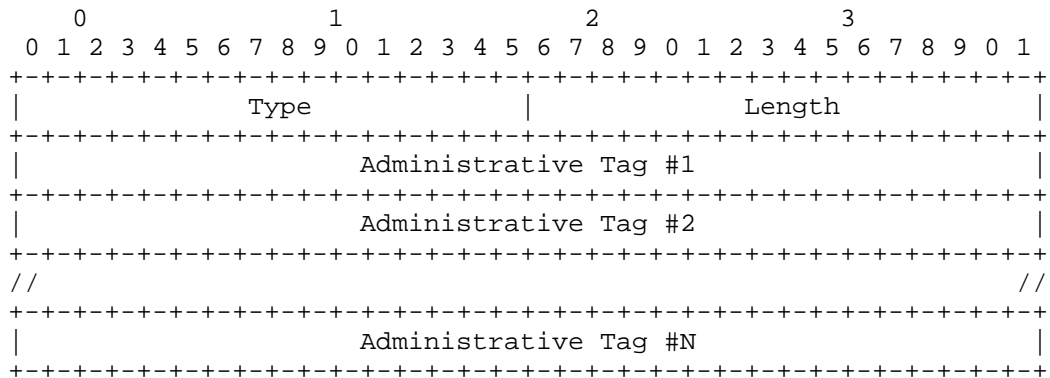 0                   1                   2                   3
 0 1 2 3 4 5 6 7 8 9 0 1 2 3 4 5 6 7 8 9 0 1 2 3 4 5 6 7 8 9 0 1
+-+-+-+-+-+-+-+-+-+-+-+-+-+-+-+-+-+-+-+-+-+-+-+-+-+-+-+-+-+-+-+-+
|              Type             |             Length            |
+-+-+-+-+-+-+-+-+-+-+-+-+-+-+-+-+-+-+-+-+-+-+-+-+-+-+-+-+-+-+-+-+
|                     Administrative Tag #1                     |
+-+-+-+-+-+-+-+-+-+-+-+-+-+-+-+-+-+-+-+-+-+-+-+-+-+-+-+-+-+-+-+-+
|                     Administrative Tag #2                     |
+-+-+-+-+-+-+-+-+-+-+-+-+-+-+-+-+-+-+-+-+-+-+-+-+-+-+-+-+-+-+-+-+
//                                                             //
+-+-+-+-+-+-+-+-+-+-+-+-+-+-+-+-+-+-+-+-+-+-+-+-+-+-+-+-+-+-+-+-+
|                     Administrative Tag #N                     |
+-+-+-+-+-+-+-+-+-+-+-+-+-+-+-+-+-+-+-+-+-+-+-+-+-+-+-+-+-+-+-+-+